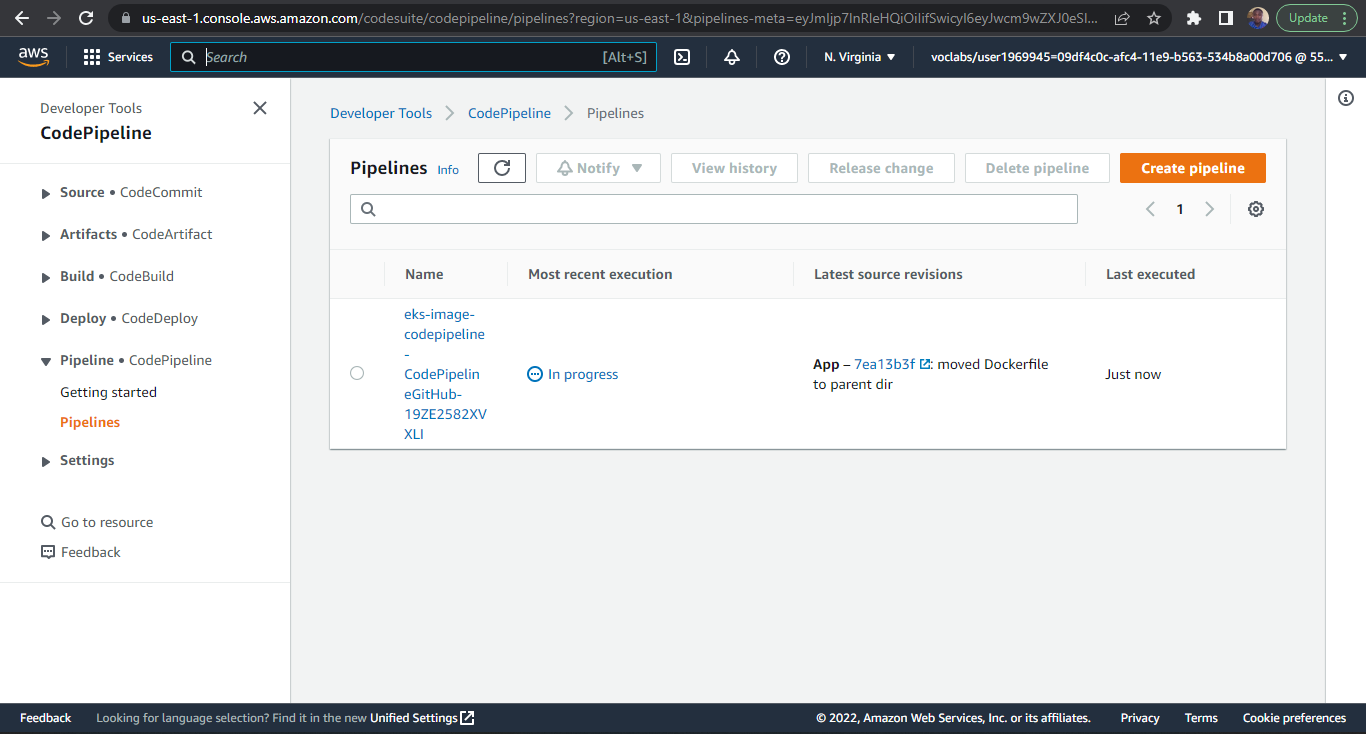 us-east-1.console.aws.amazon.com/codesuite/codepipeline/pipelines?region=us-east-1&pipelines-meta=eyJmIjp7InRleHQiOiIifSwicyI6eyJwcm9wZXJ0eSI...
Update
aws
Services
Search
[Alt+S]
N. Virginia
voclabs/user1969945=09df4c0c-afc4-11e9-b563-534b8a00d706 @ 55...
Developer Tools
CodePipeline
Source • CodeCommit
Artifacts • CodeArtifact
Build • CodeBuild
Deploy • CodeDeploy
Pipeline • CodePipeline
Getting started
Pipelines
Settings
Go to resource
Feedback
Developer Tools
CodePipeline
Pipelines
Pipelines
Info
Notify
View history
Release change
Delete pipeline
Create pipeline
1
Name
Most recent execution
Latest source revisions
Last executed
eks-image-
codepipeline
-
CodePipelin
eGitHub-
19ZE2582XV
XLI
In progress
App – 7ea13b3f : moved Dockerfile
to parent dir
Just now
Feedback
Looking for language selection? Find it in the new Unified Settings
© 2022, Amazon Web Services, Inc. or its affiliates.
Privacy
Terms
Cookie preferences